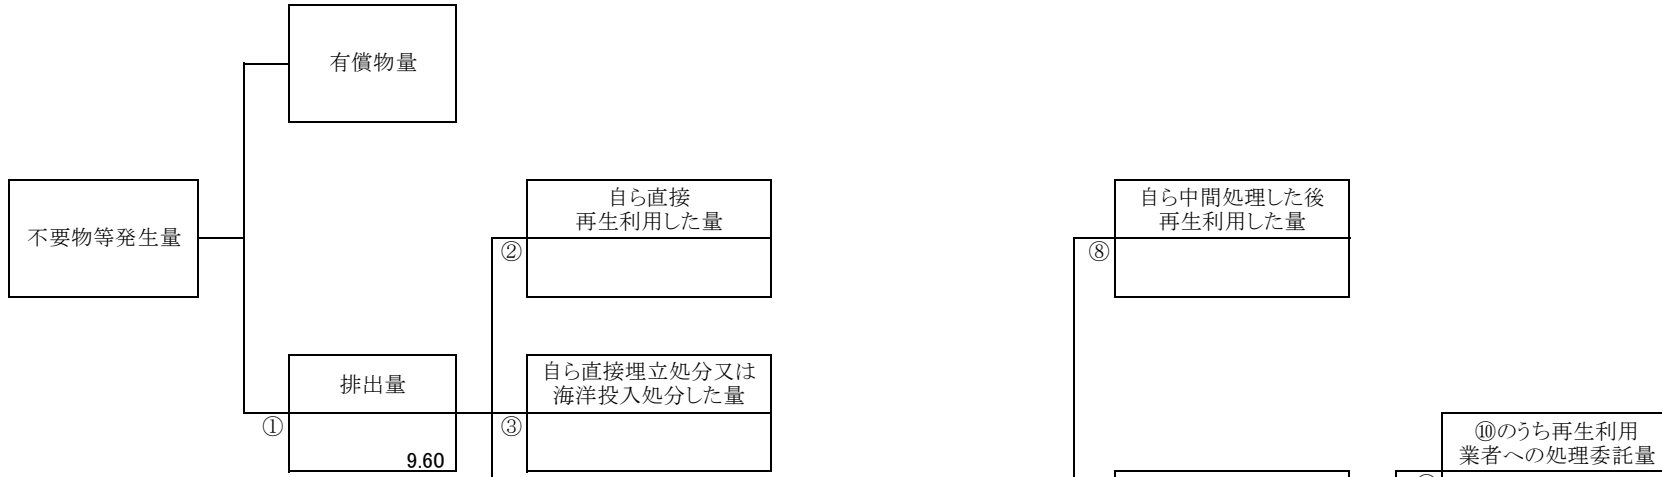 有償物量
不要物等発生量
自ら直接
再生利用した量
②
自ら中間処理した後
再生利用した量
⑧
排出量
①
9.60
自ら直接埋立処分又は
海洋投入処分した量
③
⑩のうち再生利用
業者への処理委託量